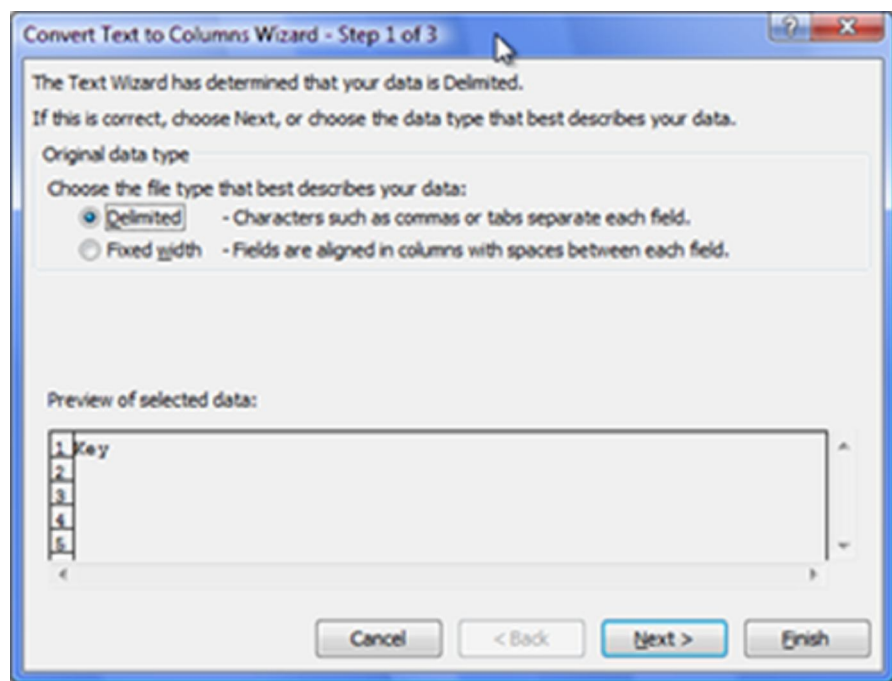 Convert Text to Columns Wizard - Step 1 of 3
?
The Text Wizard has determined that your data is Delimited.
If this is correct, choose Next, or choose the data type that best describes your data.
Original data type
Choose the file type that best describes your data:
Delimited - Characters such as commas or tabs separate each field.
Fixed width - Fields are aligned in columns with spaces between each field.
Preview of selected data:
1 Key
2
3
4
5
Cancel < Back Next > Finish